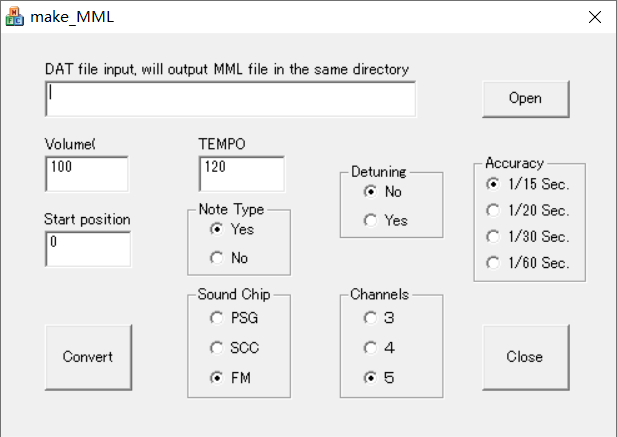 make_MML
DAT file input, will output MML file in the same directory
Open
Volume(
100
TEMPO
120
Detuning
No
Yes
Accuracy
1/15 Sec.
1/20 Sec.
1/30 Sec.
1/60 Sec.
Start position
0
Note Type
Yes
No
Sound Chip
PSG
SCC
FM
Channels
3
4
5
Convert
Close